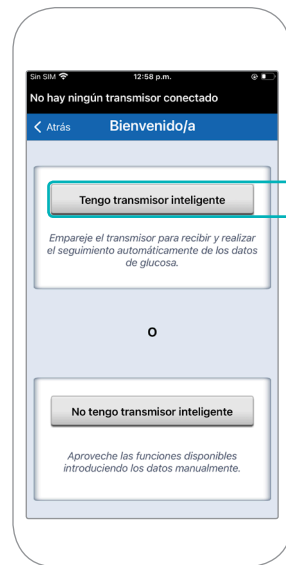 Sin SIM 12:58 p.m.
No hay ningún transmisor conectado
Atrás Bienvenido/a
Tengo transmisor inteligente
Empareje el transmisor para recibir y realizar
el seguimiento automáticamente de los datos
de glucosa.
O
No tengo transmisor inteligente
Aproveche las funciones disponibles
introduciendo los datos manualmente.